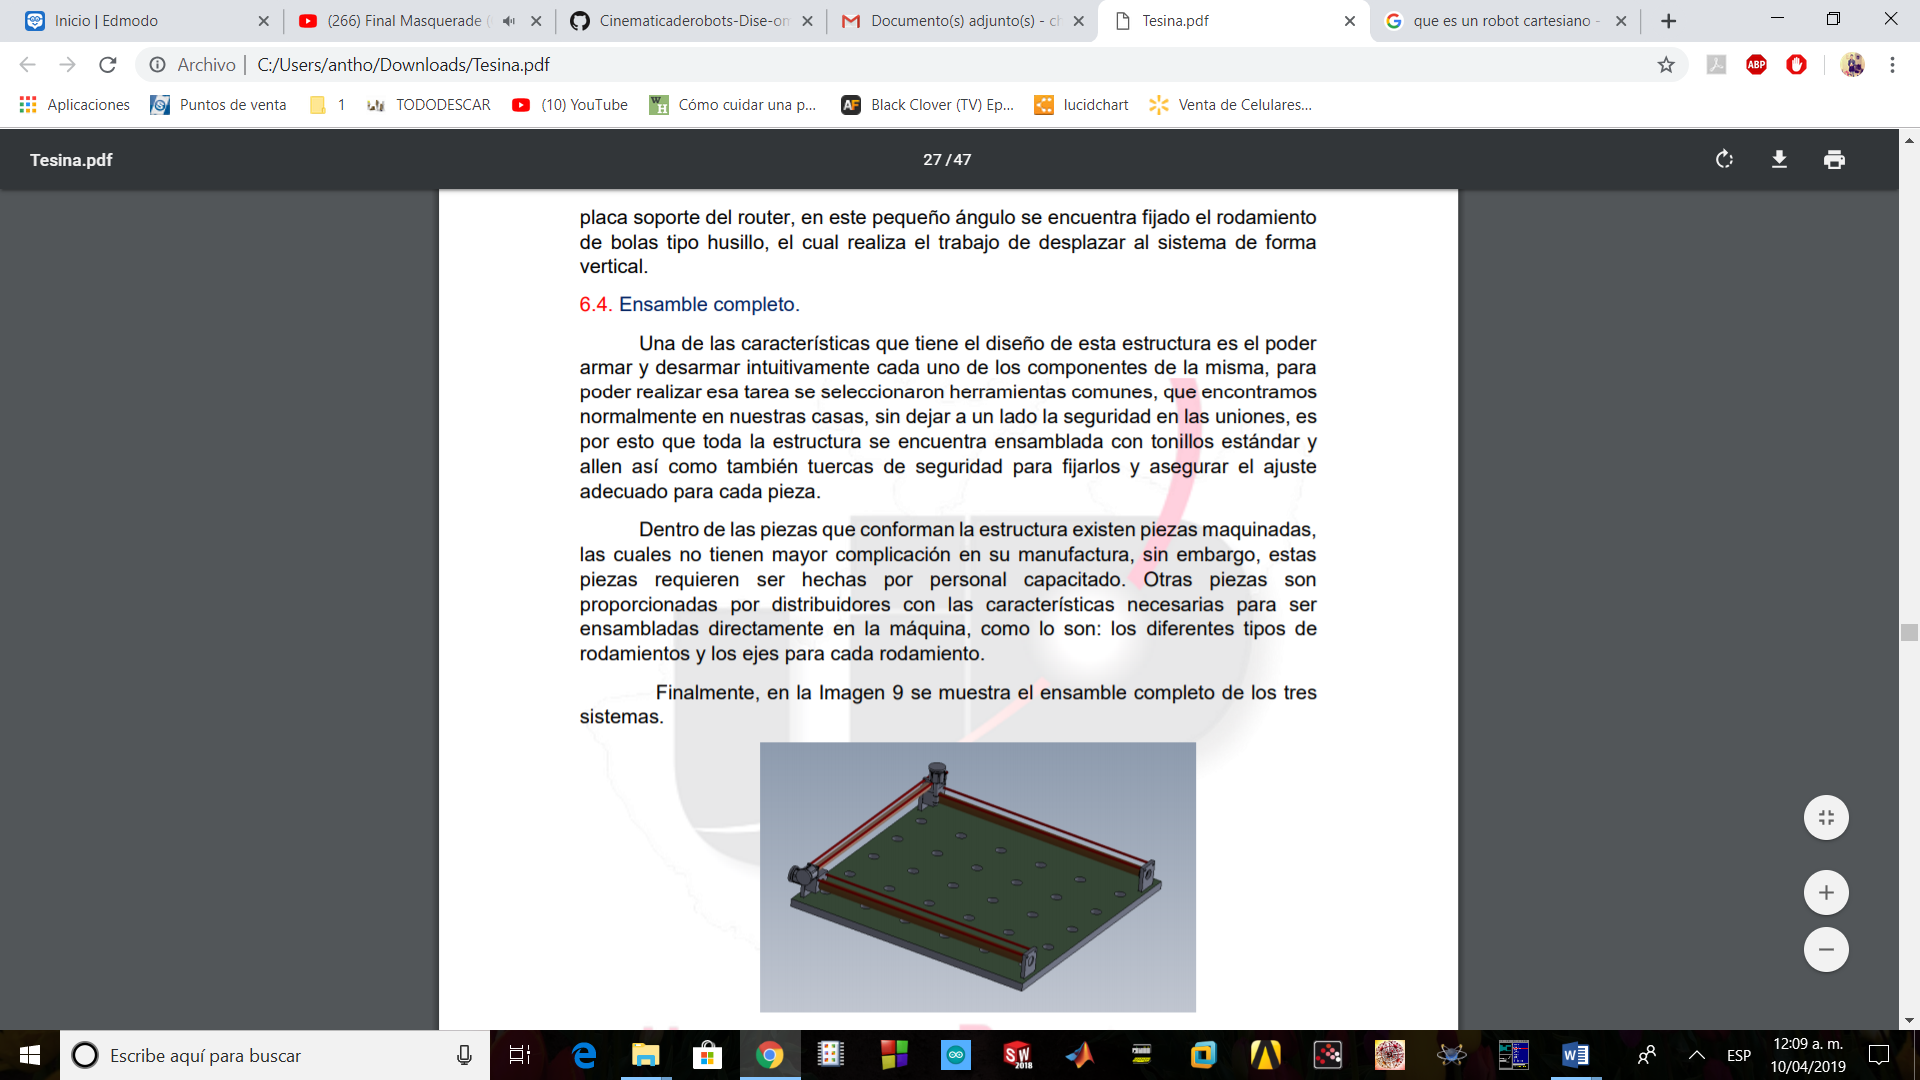 Inicio | Edmodo
(266) Final Masquerade
Cinematicaderobots-Dise-om
Documento(s) adjunto(s) - ch
Tesina.pdf
que es un robot cartesiano -
Archivo C:/Users/antho/Downloads/Tesina.pdf
ABP
Aplicaciones
Puntos de venta
1
TODODESCAR
(10) YouTube
Cómo cuidar una p...
Black Clover (TV) Ep...
lucidchart
Venta de Celulares...
Tesina.pdf
27 / 47
placa soporte del router, en este pequeño ángulo se encuentra fijado el rodamiento
de bolas tipo husillo, el cual realiza el trabajo de desplazar al sistema de forma
vertical.
6.4. Ensamble completo.
Una de las características que tiene el diseño de esta estructura es el poder
armar y desarmar intuitivamente cada uno de los componentes de la misma, para
poder realizar esa tarea se seleccionaron herramientas comunes, que encontramos
normalmente en nuestras casas, sin dejar a un lado la seguridad en las uniones, es
por esto que toda la estructura se encuentra ensamblada con tonillos estándar y
allen así como también tuercas de seguridad para fijarlos y asegurar el ajuste
adecuado para cada pieza.
Dentro de las piezas que conforman la estructura existen piezas maquinadas,
las cuales no tienen mayor complicación en su manufactura, sin embargo, estas
piezas requieren ser hechas por personal capacitado. Otras piezas son
proporcionadas por distribuidores con las características necesarias para ser
ensambladas directamente en la máquina, como lo son: los diferentes tipos de
rodamientos y los ejes para cada rodamiento.
Finalmente, en la Imagen 9 se muestra el ensamble completo de los tres
sistemas.
Escribe aquí para buscar
SW
2018
ESP
12:09 a. m.
10/04/2019